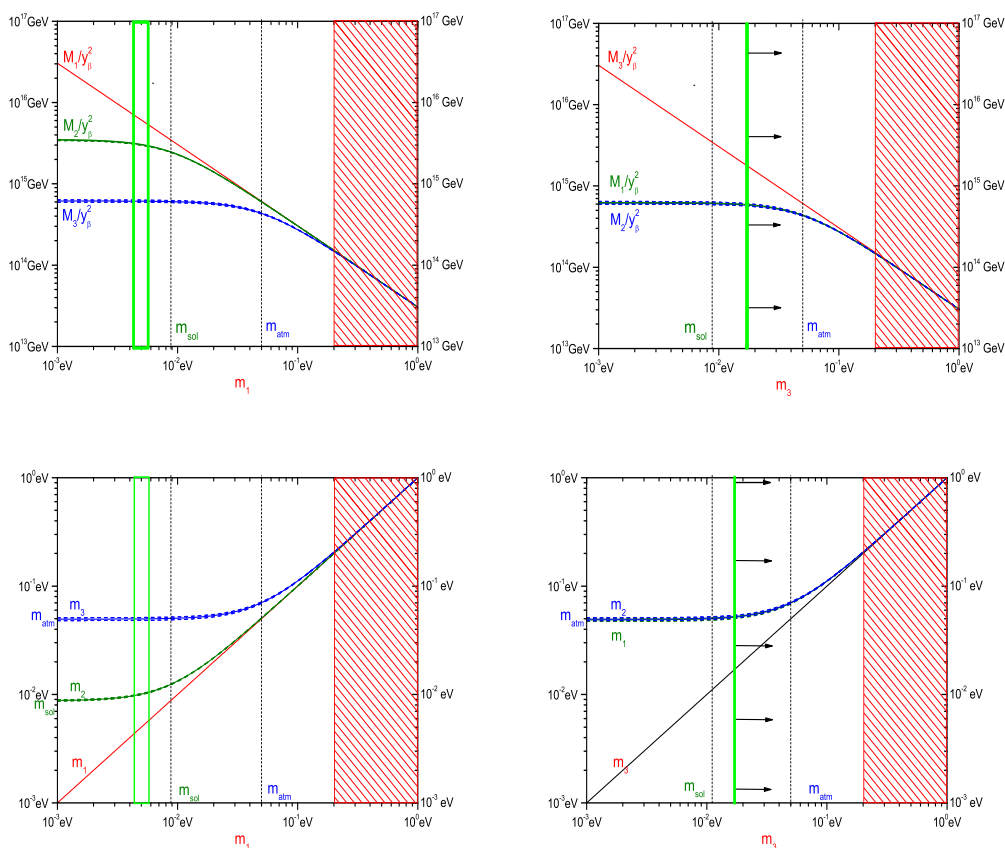 10^17GeV
10^17 GeV
M_1/y_β^2
10^16GeV
10^16 GeV
M_2/y_β^2
10^15GeV
10^15 GeV
M_3/y_β^2
10^14GeV
10^14 GeV
m_sol
m_atm
10^13GeV
10^13 GeV
10^-3eV
10^-2eV
10^-1eV
10^0eV
m_1
10^17GeV
10^17 GeV
M_3/y_β^2
10^16GeV
10^16 GeV
M_1/y_β^2
10^15GeV
10^15 GeV
M_2/y_β^2
10^14GeV
10^14 GeV
m_sol
m_atm
10^13GeV
10^13 GeV
10^-3eV
10^-2eV
10^-1eV
10^0eV
m_3
10^0eV
10^0 eV
10^-1eV
10^-1 eV
m_3
m_atm
10^-2eV
10^-2 eV
m_2
m_sol
m_1
m_sol
m_atm
10^-3eV
10^-3 eV
10^-3eV
10^-2eV
10^-1eV
10^0eV
m_1
10^0eV
10^0 eV
10^-1eV
10^-1 eV
m_2
m_atm
m_1
10^-2eV
10^-2 eV
m_3
m_sol
m_atm
10^-3eV
10^-3 eV
10^-3eV
10^-2eV
10^-1eV
10^0eV
m_3